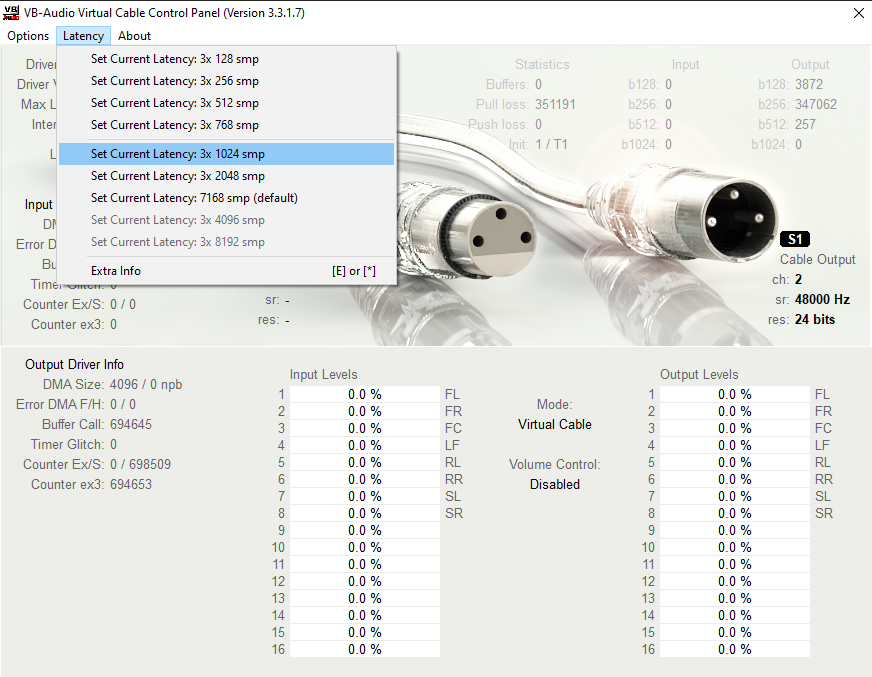 VB-Audio Virtual Cable Control Panel (Version 3.3.1.7)
Options Latency About
Set Current Latency: 3x 128 smp
Set Current Latency: 3x 256 smp
Set Current Latency: 3x 512 smp
Set Current Latency: 3x 768 smp
Set Current Latency: 3x 1024 smp
Set Current Latency: 3x 2048 smp
Set Current Latency: 7168 smp (default)
Set Current Latency: 3x 4096 smp
Set Current Latency: 3x 8192 smp
Extra Info [E] or [*]
Driver
Driver V
Max L
Inter
L
Input
DM
Error D
Bu
Timer Glitch: 0
Counter Ex/S: 0 / 0
Counter ex3: 0
sr: -
res: -
Statistics Input Output
Buffers: 0 b128: 0 b128: 3872
Pull loss: 351191 b256: 0 b256: 347062
Push loss: 0 b512: 0 b512: 257
Init: 1 / T1 b1024: 0 b1024: 0
S1
Cable Output
ch: 2
sr: 48000 Hz
res: 24 bits
Output Driver Info
DMA Size: 4096 / 0 npb
Error DMA F/H: 0 / 0
Buffer Call: 694645
Timer Glitch: 0
Counter Ex/S: 0 / 698509
Counter ex3: 694653
Input Levels
1 0.0 % FL
2 0.0 % FR
3 0.0 % FC
4 0.0 % LF
5 0.0 % RL
6 0.0 % RR
7 0.0 % SL
8 0.0 % SR
9 0.0 %
10 0.0 %
11 0.0 %
12 0.0 %
13 0.0 %
14 0.0 %
15 0.0 %
16 0.0 %
Mode:
Virtual Cable
Volume Control:
Disabled
Output Levels
1 0.0 % FL
2 0.0 % FR
3 0.0 % FC
4 0.0 % LF
5 0.0 % RL
6 0.0 % RR
7 0.0 % SL
8 0.0 % SR
9 0.0 %
10 0.0 %
11 0.0 %
12 0.0 %
13 0.0 %
14 0.0 %
15 0.0 %
16 0.0 %